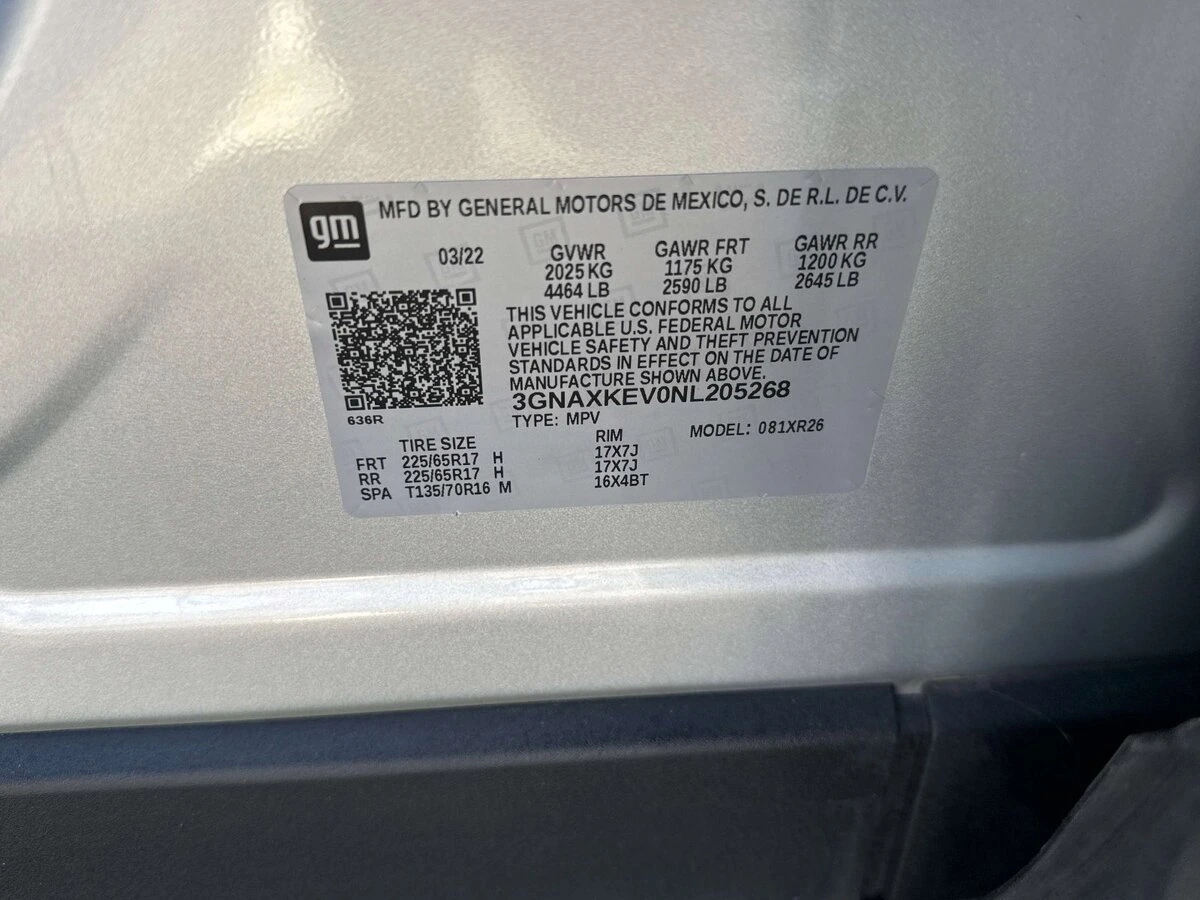 gm
MFD BY GENERAL MOTORS DE MEXICO, S. DE R.L. DE C.V.
03/22 GVWR GAWR FRT GAWR RR
2025 KG 1175 KG 1200 KG
4464 LB 2590 LB 2645 LB
THIS VEHICLE CONFORMS TO ALL
APPLICABLE U.S. FEDERAL MOTOR
VEHICLE SAFETY AND THEFT PREVENTION
STANDARDS IN EFFECT ON THE DATE OF
MANUFACTURE SHOWN ABOVE.
3GNAXKEV0NL205268
636R
TYPE: MPV MODEL: 081XR26
TIRE SIZE RIM
FRT 225/65R17 H 17X7J
RR 225/65R17 H 17X7J
SPA T135/70R16 M 16X4BT